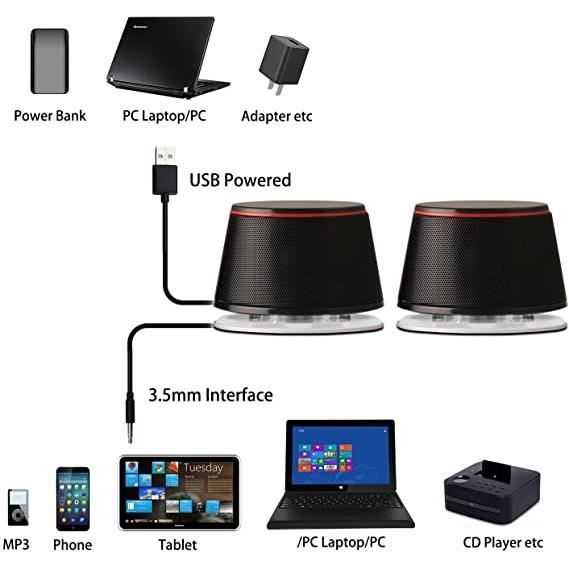 Power Bank
PC Laptop/PC
Adapter etc
USB Powered
3.5mm Interface
Tuesday
MP3
Phone
Tablet
/PC Laptop/PC
CD Player etc